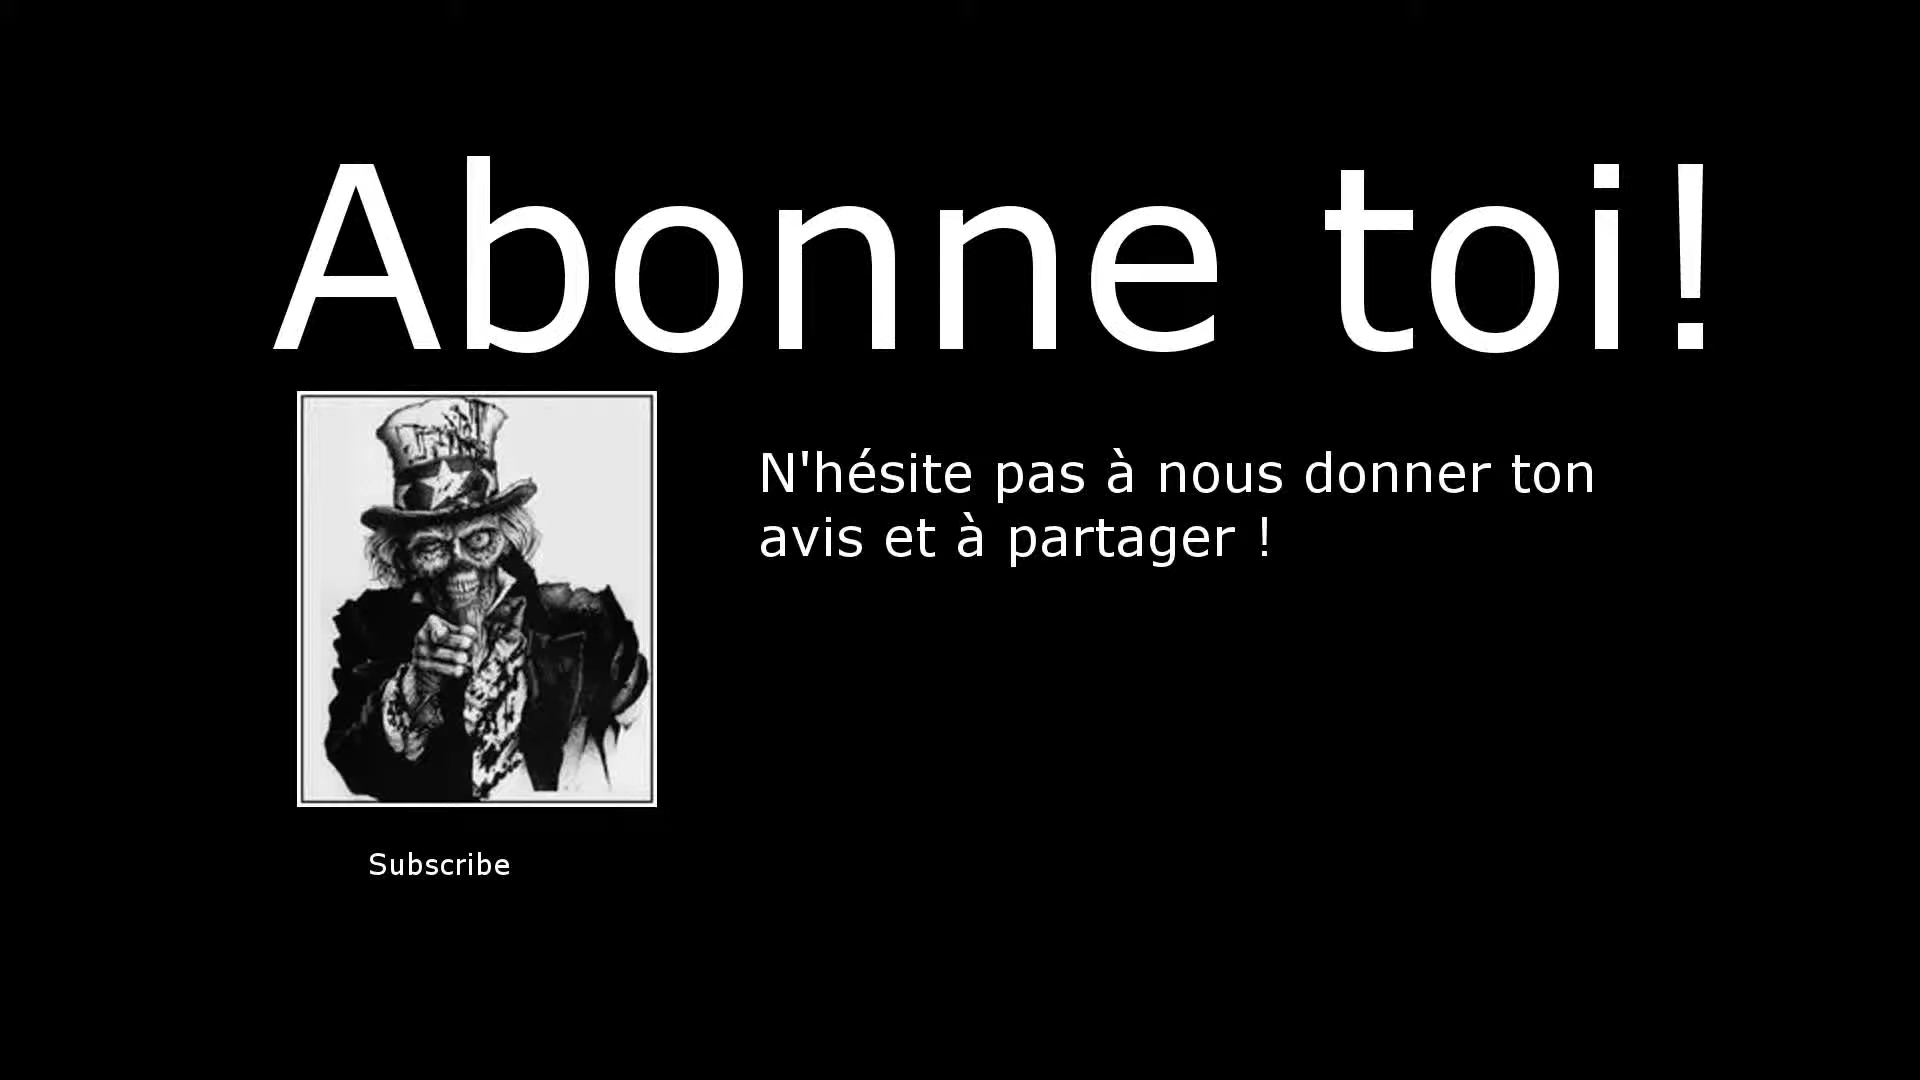 Abonne toi!
N'hésite pas à nous donner ton
avis et à partager !
Subscribe